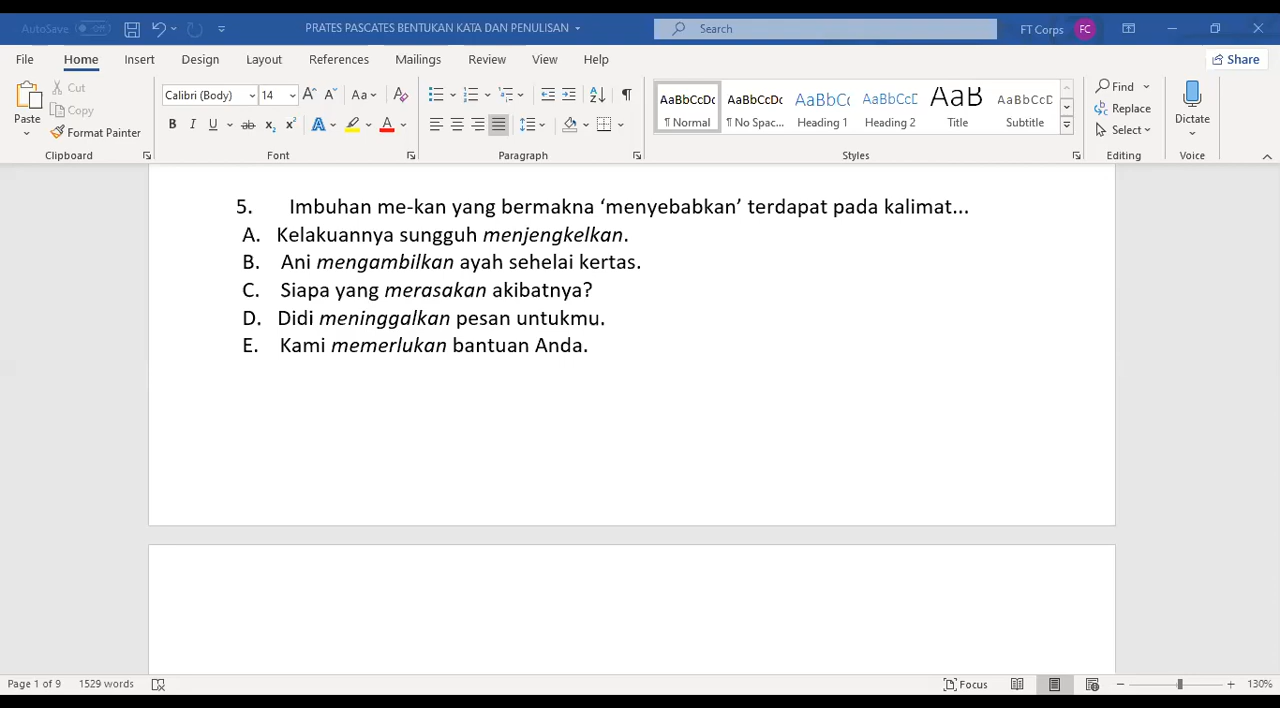 AutoSave Off PRATES PASCATES BENTUKAN KATA DAN PENULISAN Search FT Corps FC
File Home Insert Design Layout References Mailings Review View Help Share
Paste Cut Copy Format Painter Clipboard
Calibri (Body) 14 Aa Font
Paragraph
AaBbCcDc AaBbCcDc AaBbCc AaBbCcD AaB AaBbCcD
¶ Normal ¶ No Spac... Heading 1 Heading 2 Title Subtitle
Styles
Find Replace Select Editing
Dictate Voice
5. Imbuhan me-kan yang bermakna ‘menyebabkan’ terdapat pada kalimat...
A. Kelakuannya sungguh menjengkelkan.
B. Ani mengambilkan ayah sehelai kertas.
C. Siapa yang merasakan akibatnya?
D. Didi meninggalkan pesan untukmu.
E. Kami memerlukan bantuan Anda.
Page 1 of 9 1529 words Focus 130%